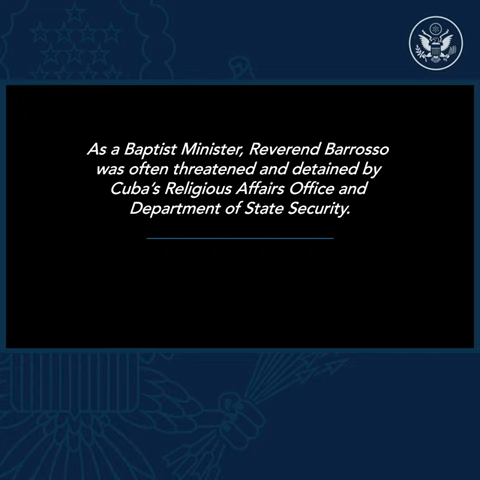 As a Baptist Minister, Reverend Barrosso
was often threatened and detained by
Cuba's Religious Affairs Office and
Department of State Security.